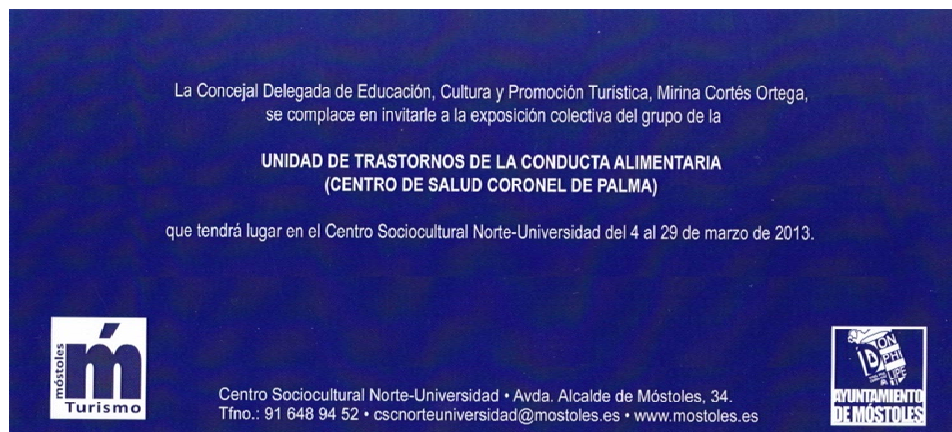 La Concejal Delegada de Educación, Cultura y Promoción Turística, Mirina Cortés Ortega,
se complace en invitarle a la exposición colectiva del grupo de la
UNIDAD DE TRASTORNOS DE LA CONDUCTA ALIMENTARIA
(CENTRO DE SALUD CORONEL DE PALMA)
que tendrá lugar en el Centro Sociocultural Norte-Universidad del 4 al 29 de marzo de 2013.
móstoles
ḿ
Turismo
Centro Sociocultural Norte-Universidad • Avda. Alcalde de Móstoles, 34.
Tfno.: 91 648 94 52 • cscnorteuniversidad@mostoles.es • www.mostoles.es
ON
PHI
LIPE
AYUNTAMIENTO
DE MÓSTOLES